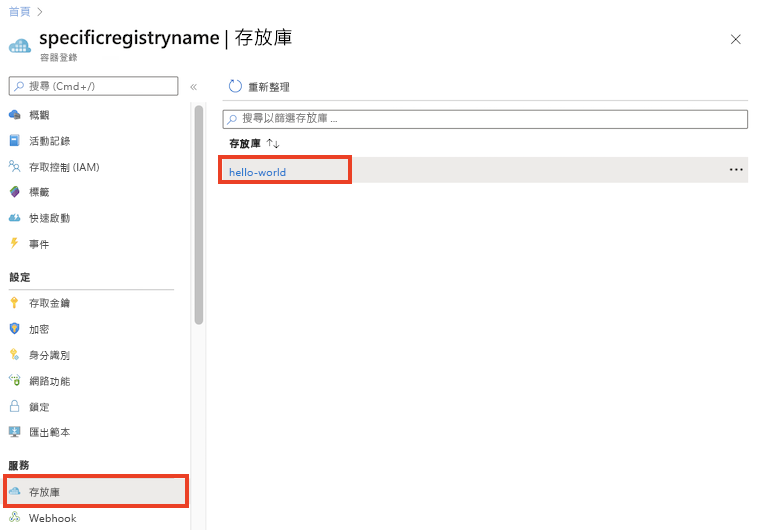 首頁 >
specificregistryname | 存放庫
容器登錄
搜尋 (Cmd+/)
«
重新整理
概觀
搜尋以篩選存放庫 ...
活動記錄
存放庫 ↑↓
存取控制 (IAM)
hello-world
...
標籤
快速啟動
事件
設定
存取金鑰
加密
身分識別
網路功能
鎖定
匯出範本
服務
存放庫
Webhook